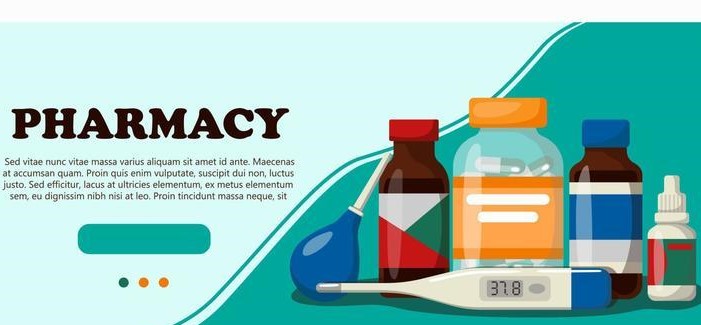 PHARMACY
Sed vitae nunc vitae massa varius aliquam sit amet id ante. Maecenas
at accumsan quam. Proin quis enim vulputate, suscipit dolor nec, luctus
justo. Sed efficitur, lacus at ultricies elementum, ex metus elementum
sem, eu dignissim nibh nisi at leo. Proin tincidunt massa neque, sit
37.8